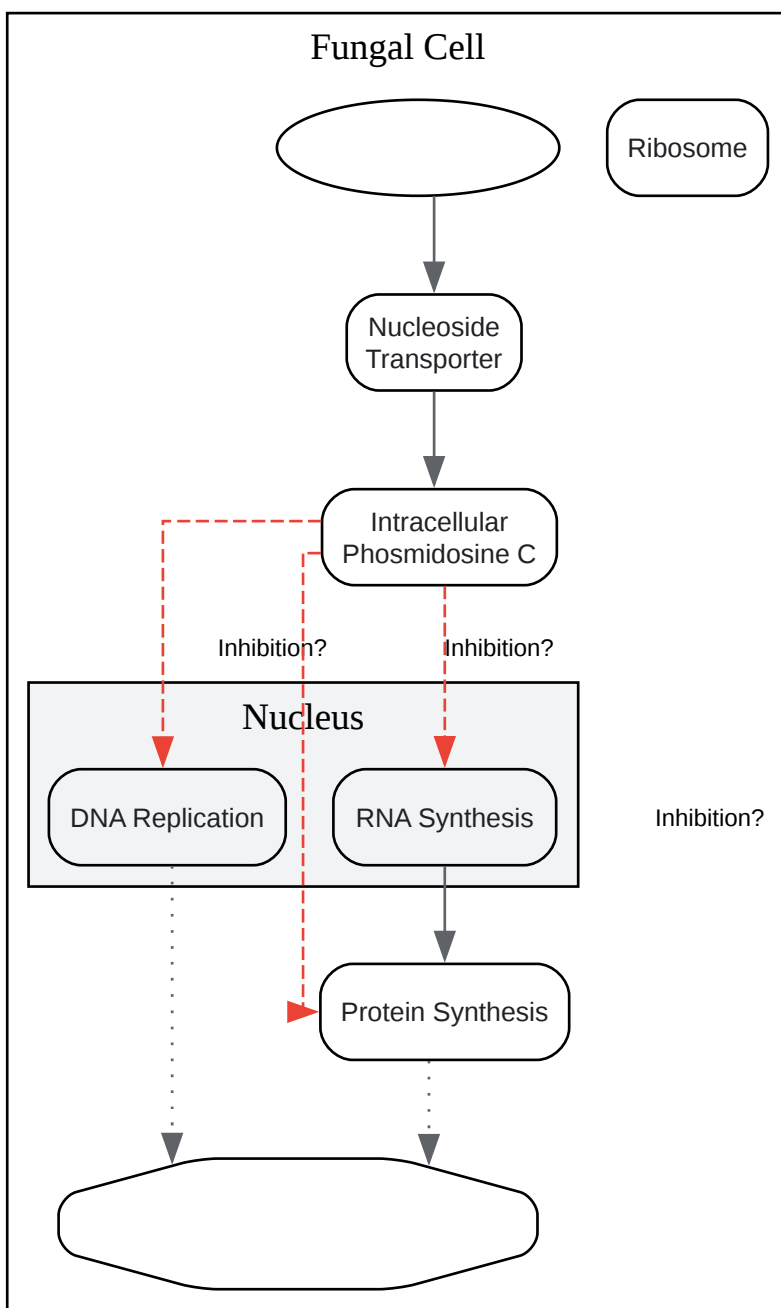 Fungal Cell
Ribosome
Nucleoside
Transporter
Intracellular
Phosmidosine C
Inhibition?
Inhibition?
Nucleus
DNA Replication
RNA Synthesis
Inhibition?
Protein Synthesis